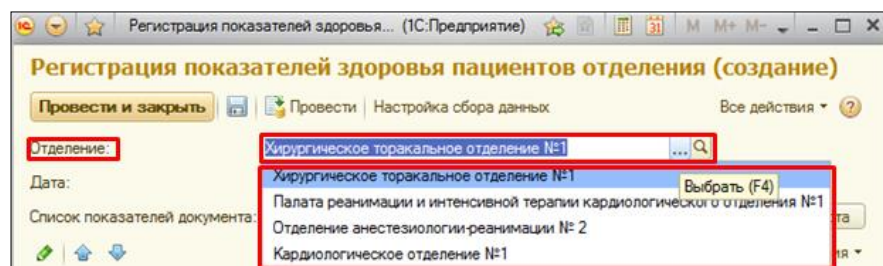 Регистрация показателей здоровья... (1С:Предприятие) 31 M M+ M-
Регистрация показателей здоровья пациентов отделения (создание)
Провести и закрыть Провести Настройка сбора данных Все действия ?
Отделение: Хирургическое торакальное отделение №1 ...
Дата: Хирургическое торакальное отделение №1
Выбрать (F4)
Палата реанимации и интенсивной терапии кардиологического отделения №1
Список показателей документа:
Отделение анестезиологии-реанимации № 2
Кардиологическое отделение №1